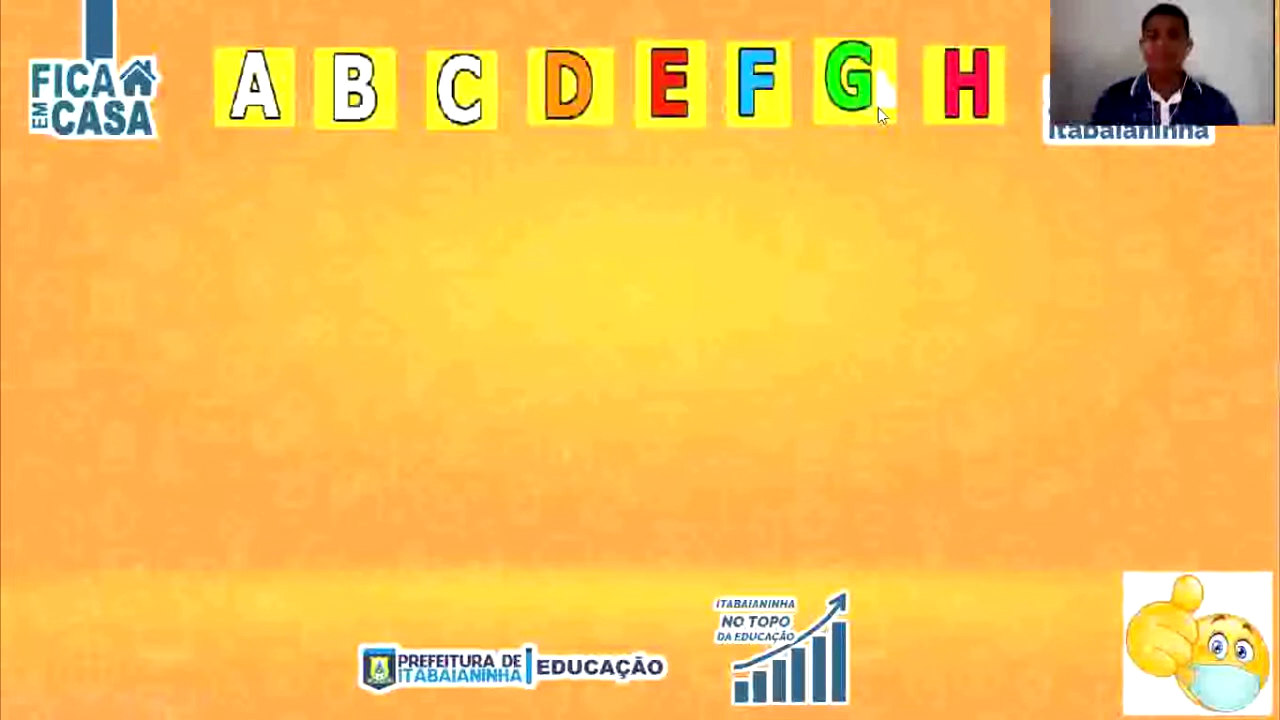 FICA
EM
CASA
A B C D E F G H
Itabaianinha
ITABAIANINHA
NO TOPO
DA EDUCAÇÃO
PREFEITURA DE
ITABAIANINHA
EDUCAÇÃO